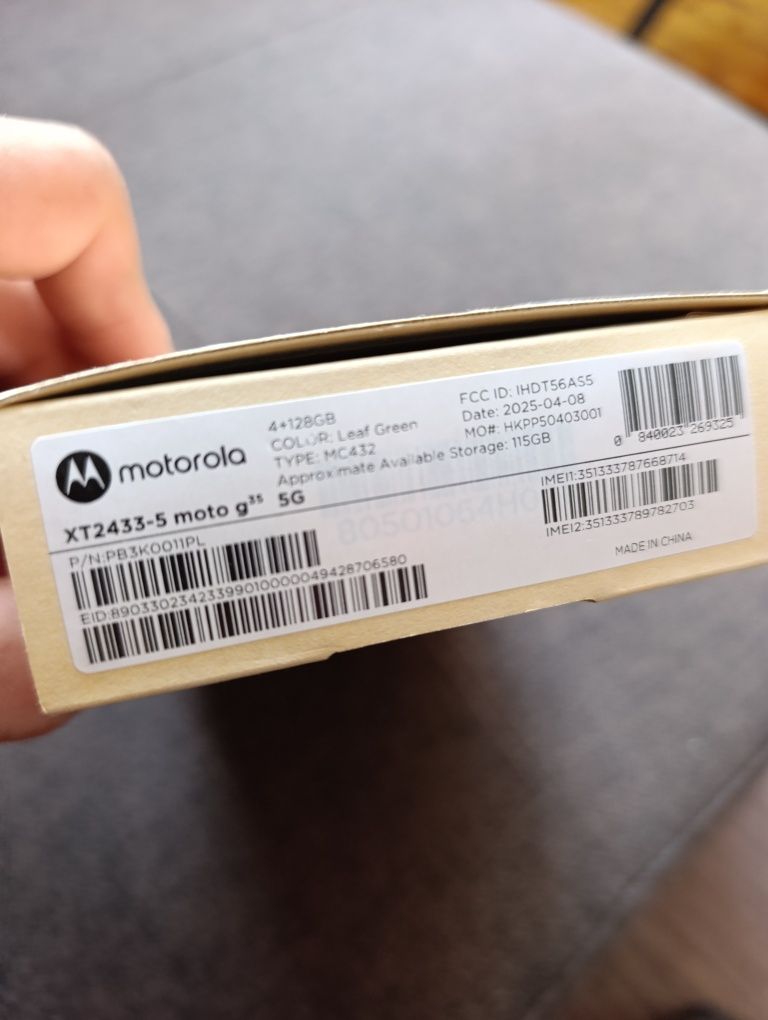 motorola
4+128GB
COLOR: Leaf Green
TYPE: MC432
Approximate Available Storage: 115GB
FCC ID: IHDT56AS5
Date: 2025-04-08
MO#: HKPP50403001
0 840023 269325
XT2433-5 moto g35 5G
P/N:PB3K0011PL
EID:89033023423399010000049428706580
IMEI1:351333787668714
IMEI2:351333789782703
MADE IN CHINA